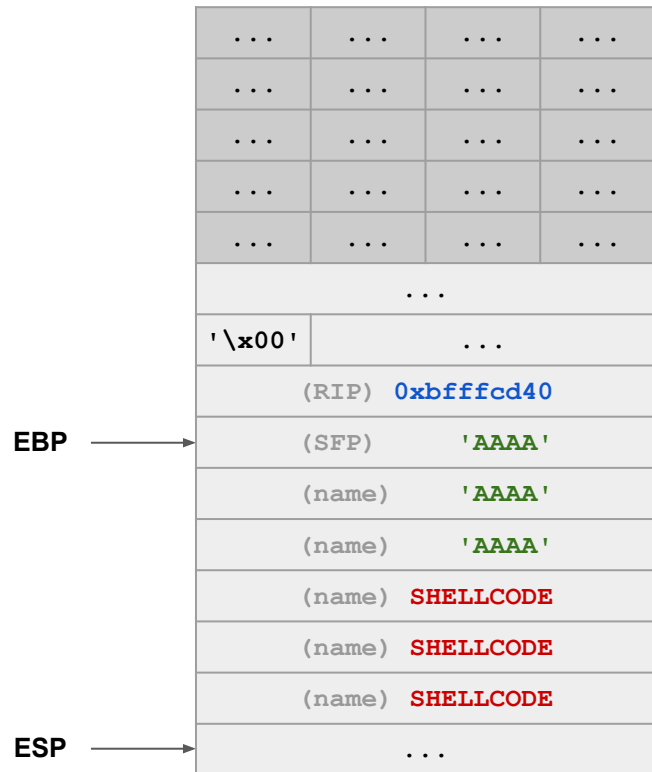 ... ... ... ...
... ... ... ...
... ... ... ...
... ... ... ...
... ... ... ...
...
'\x00' ...
(RIP) 0xbfffcd40
EBP (SFP) 'AAAA'
(name) 'AAAA'
(name) 'AAAA'
(name) SHELLCODE
(name) SHELLCODE
(name) SHELLCODE
ESP ...